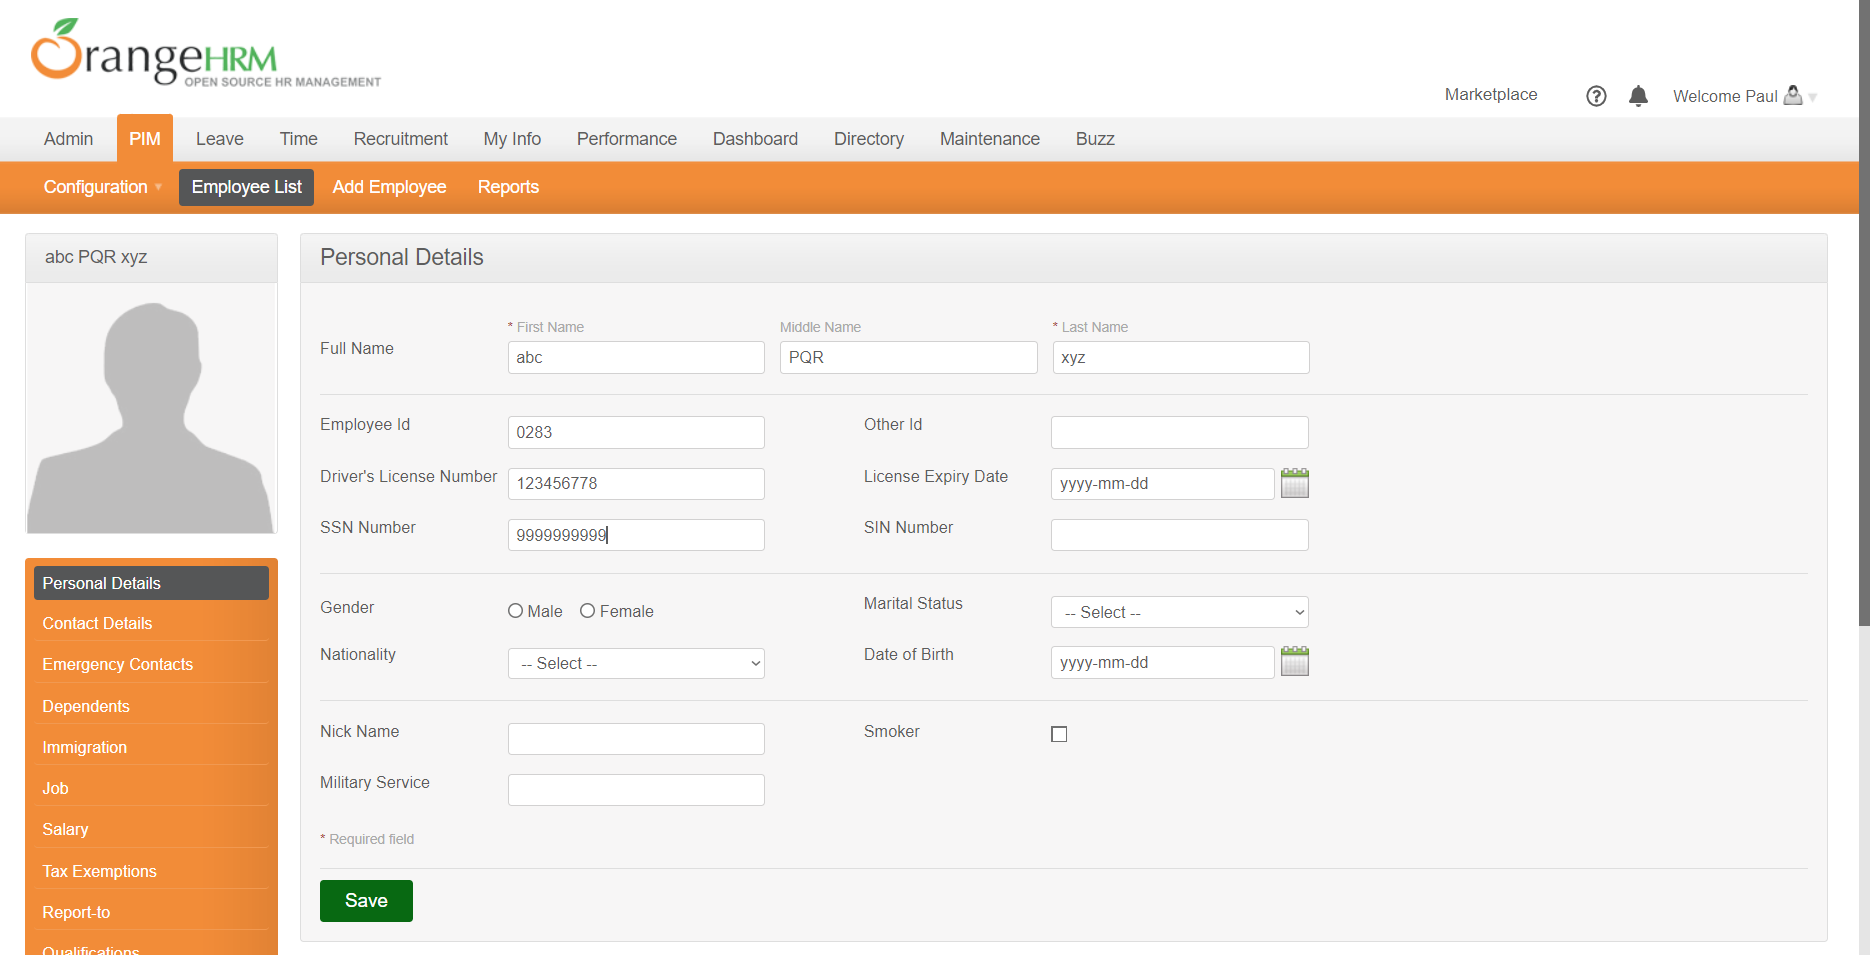 OrangeHRM
OPEN SOURCE HR MANAGEMENT
Marketplace
?
Welcome Paul
Admin PIM Leave Time Recruitment My Info Performance Dashboard Directory Maintenance Buzz
Configuration Employee List Add Employee Reports
abc PQR xyz
Personal Details
* First Name Middle Name * Last Name
Full Name abc PQR xyz
Employee Id 0283 Other Id
Driver's License Number 123456778 License Expiry Date yyyy-mm-dd
SSN Number 9999999999 SIN Number
Gender Male Female Marital Status -- Select --
Nationality -- Select -- Date of Birth yyyy-mm-dd
Nick Name Smoker
Military Service
* Required field
Save
Personal Details
Contact Details
Emergency Contacts
Dependents
Immigration
Job
Salary
Tax Exemptions
Report-to
Qualifications